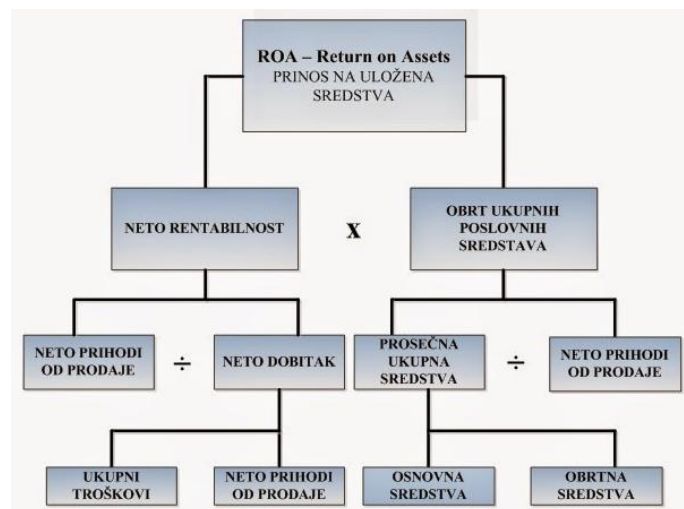 ROA – Return on Assets
PRINOS NA ULOŽENA
SREDSTVA
NETO RENTABILNOST
x
OBRT UKUPNIH
POSLOVNIH
SREDSTAVA
NETO PRIHODI
OD PRODAJE
÷
NETO DOBITAK
PROSEČNA
UKUPNA
SREDSTVA
÷
NETO PRIHODI
OD PRODAJE
UKUPNI
TROŠKOVI
NETO PRIHODI
OD PRODAJE
OSNOVNA
SREDSTVA
OBRTNA
SREDSTVA